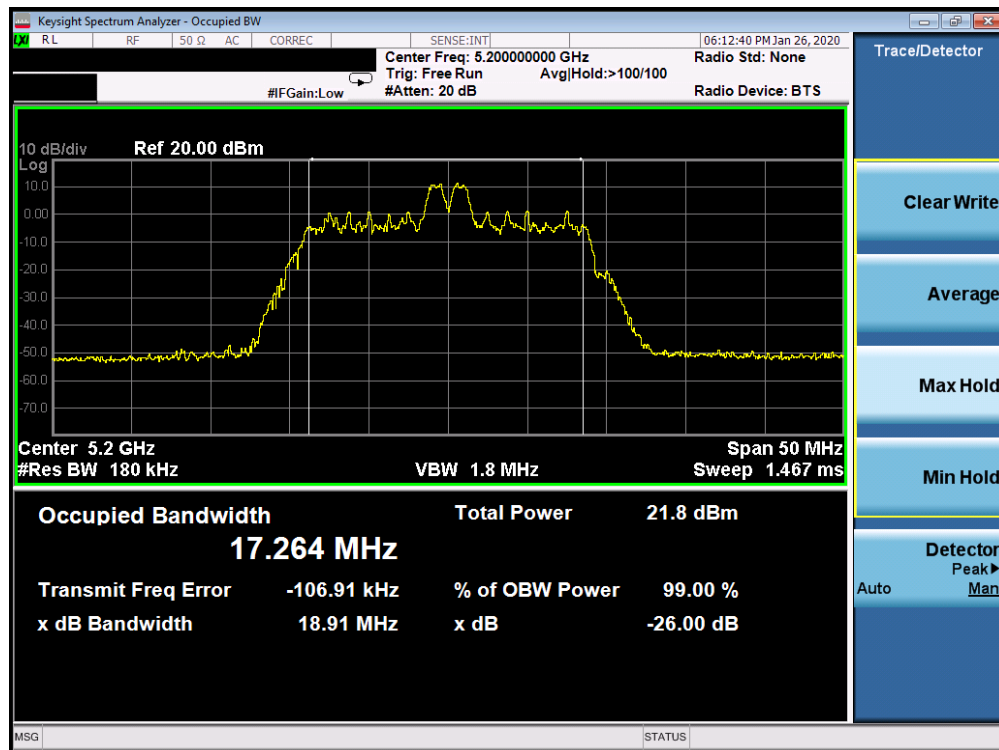 Keysight Spectrum Analyzer - Occupied BW
LXI RL RF 50 Ω AC CORREC SENSE:INT 06:12:40 PM Jan 26, 2020
Center Freq: 5.200000000 GHz Radio Std: None
Trig: Free Run Avg|Hold:>100/100
#IFGain:Low #Atten: 20 dB Radio Device: BTS
10 dB/div Ref 20.00 dBm
Log
10.0
0.00
-10.0
-20.0
-30.0
-40.0
-50.0
-60.0
-70.0
Center 5.2 GHz Span 50 MHz
#Res BW 180 kHz VBW 1.8 MHz Sweep 1.467 ms
Occupied Bandwidth Total Power 21.8 dBm
17.264 MHz
Transmit Freq Error -106.91 kHz % of OBW Power 99.00 %
x dB Bandwidth 18.91 MHz x dB -26.00 dB
Trace/Detector
Clear Write
Average
Max Hold
Min Hold
Detector
Peak▶
Auto Man
MSG STATUS